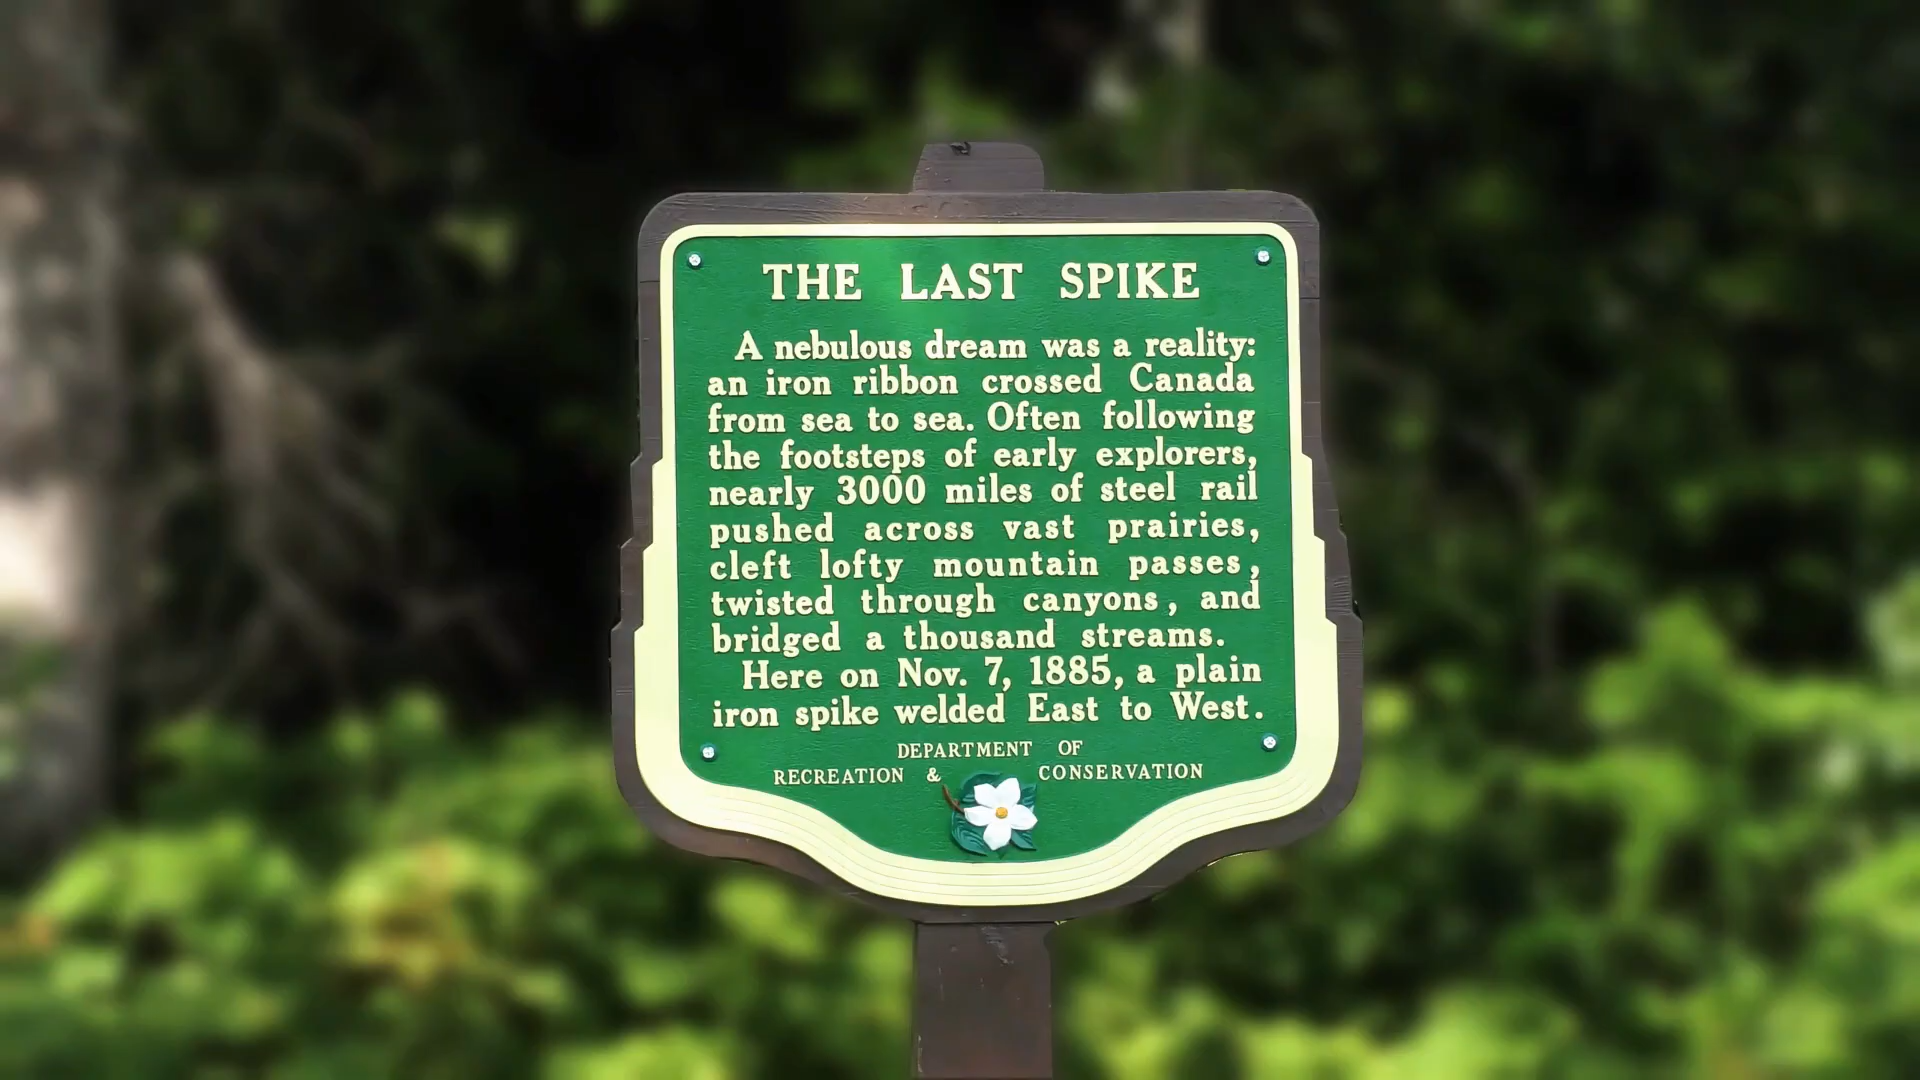 THE LAST SPIKE
A nebulous dream was a reality:
an iron ribbon crossed Canada
from sea to sea. Often following
the footsteps of early explorers,
nearly 3000 miles of steel rail
pushed across vast prairies,
cleft lofty mountain passes,
twisted through canyons, and
bridged a thousand streams.
Here on Nov. 7, 1885, a plain
iron spike welded East to West.
DEPARTMENT OF
RECREATION & CONSERVATION